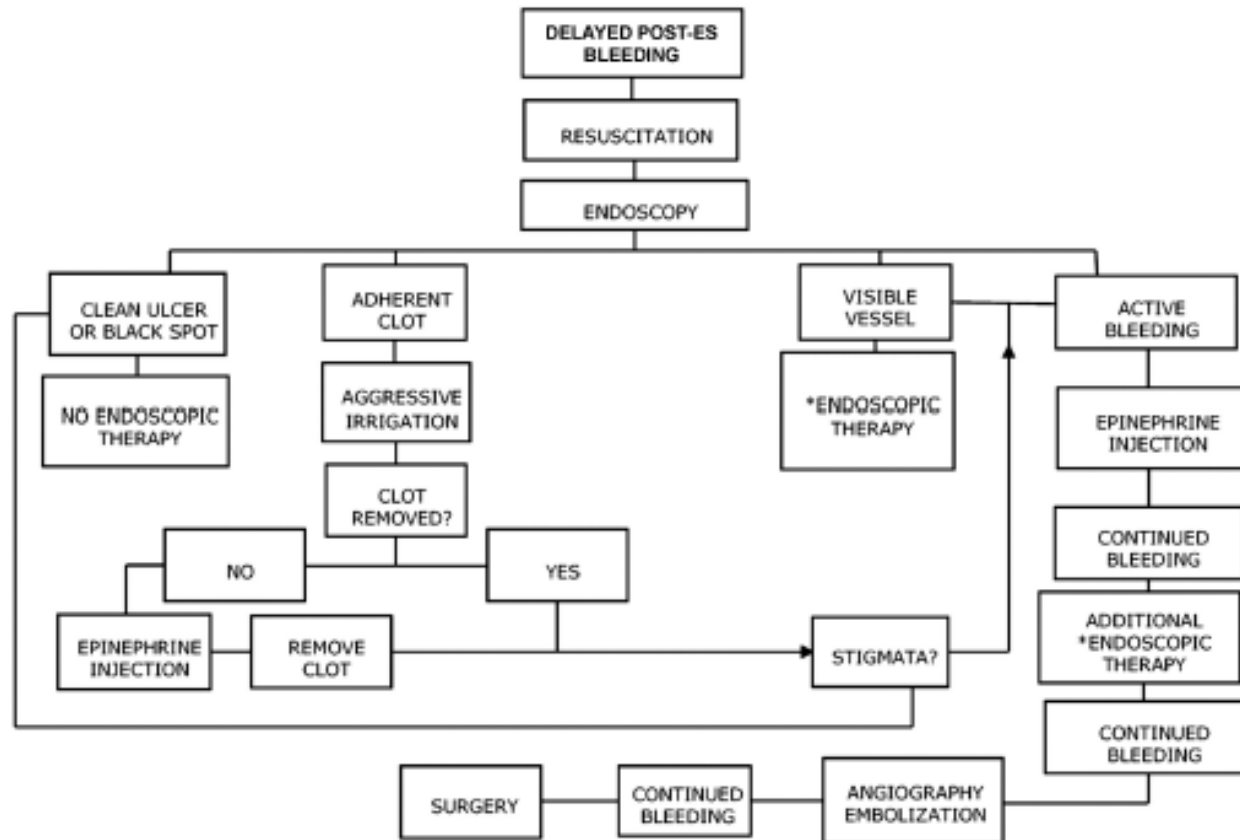 DELAYED POST-ES
BLEEDING
RESUSCITATION
ENDOSCOPY
CLEAN ULCER
OR BLACK SPOT
NO ENDOSCOPIC
THERAPY
ADHERENT
CLOT
AGGRESSIVE
IRRIGATION
CLOT
REMOVED?
NO
YES
EPINEPHRINE
INJECTION
REMOVE
CLOT
STIGMATA?
VISIBLE
VESSEL
*ENDOSCOPIC
THERAPY
ACTIVE
BLEEDING
EPINEPHRINE
INJECTION
CONTINUED
BLEEDING
ADDITIONAL
*ENDOSCOPIC
THERAPY
CONTINUED
BLEEDING
ANGIOGRAPHY
EMBOLIZATION
CONTINUED
BLEEDING
SURGERY